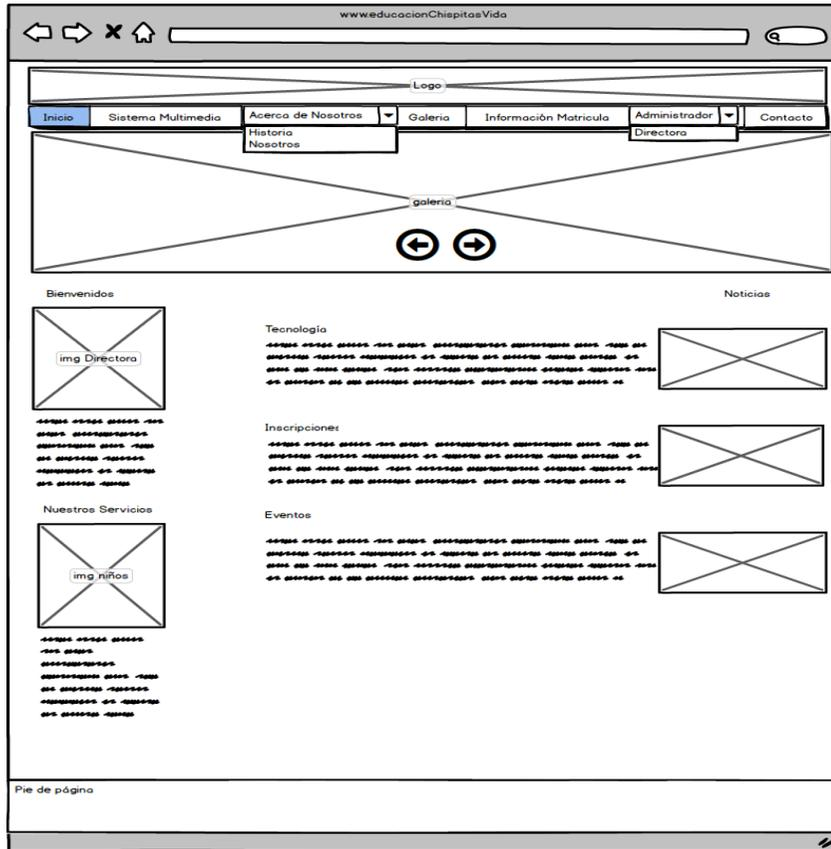 www.educacionChispitasVida
Logo
Inicio Sistema Multimedia Acerca de Nosotros Galeria Información Matricula Administrador Contacto
Historia Directora
Nosotros
galeria
Bienvenidos Noticias
Tecnología
img Directora
Inscripciones
Nuestros Servicios
Eventos
img niños
Pie de página